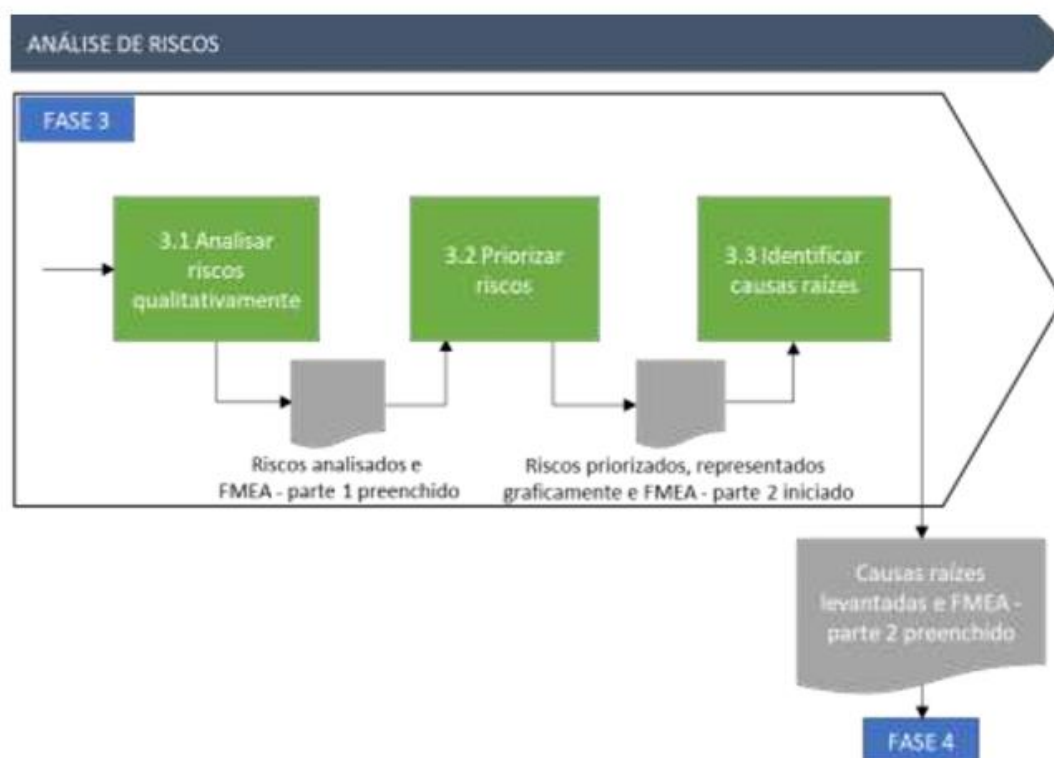 ANÁLISE DE RISCOS
FASE 3
3.1 Analisar
riscos
qualitativamente
3.2 Priorizar
riscos
3.3 Identificar
causas raízes
Riscos analisados e
FMEA - parte 1 preenchido
Riscos priorizados, representados
graficamente e FMEA - parte 2 iniciado
Causas raízes
levantadas e FMEA -
parte 2 preenchido
FASE 4